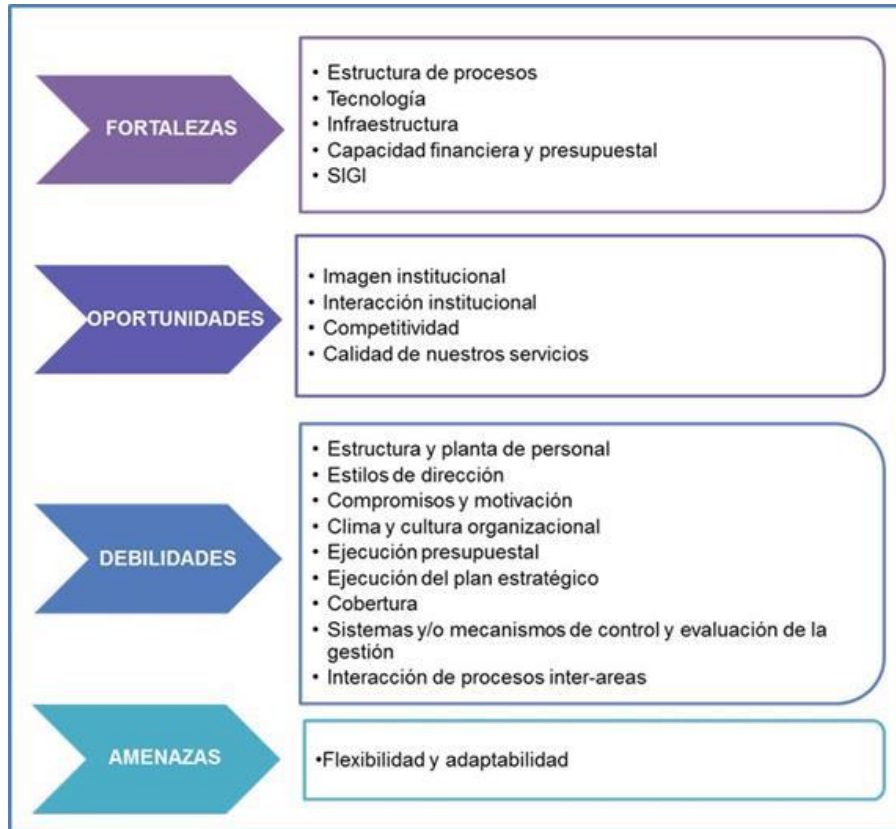 FORTALEZAS
• Estructura de procesos
• Tecnología
• Infraestructura
• Capacidad financiera y presupuestal
• SIGI
OPORTUNIDADES
• Imagen institucional
• Interacción institucional
• Competitividad
• Calidad de nuestros servicios
DEBILIDADES
• Estructura y planta de personal
• Estilos de dirección
• Compromisos y motivación
• Clima y cultura organizacional
• Ejecución presupuestal
• Ejecución del plan estratégico
• Cobertura
• Sistemas y/o mecanismos de control y evaluación de la
gestión
• Interacción de procesos inter-areas
AMENAZAS
•Flexibilidad y adaptabilidad